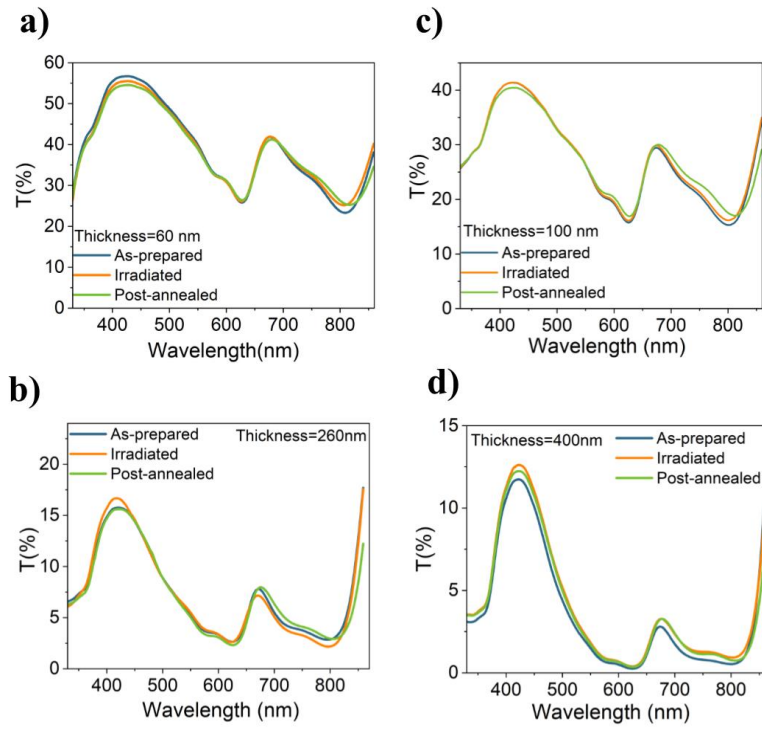 a)
60
50
40
30
20
10
0
T(%)
Thickness=60 nm
As-prepared
Irradiated
Post-annealed
400 500 600 700 800
Wavelength(nm)
c)
40
30
20
10
0
T(%)
Thickness=100 nm
As-prepared
Irradiated
Post-annealed
400 500 600 700 800
Wavelength (nm)
b)
20
15
10
5
0
T(%)
As-prepared
Irradiated
Post-annealed
Thickness=260nm
400 500 600 700 800
Wavelength (nm)
d)
15
10
5
0
T(%)
Thickness=400nm
As-prepared
Irradiated
Post-annealed
400 500 600 700 800
Wavelength (nm)